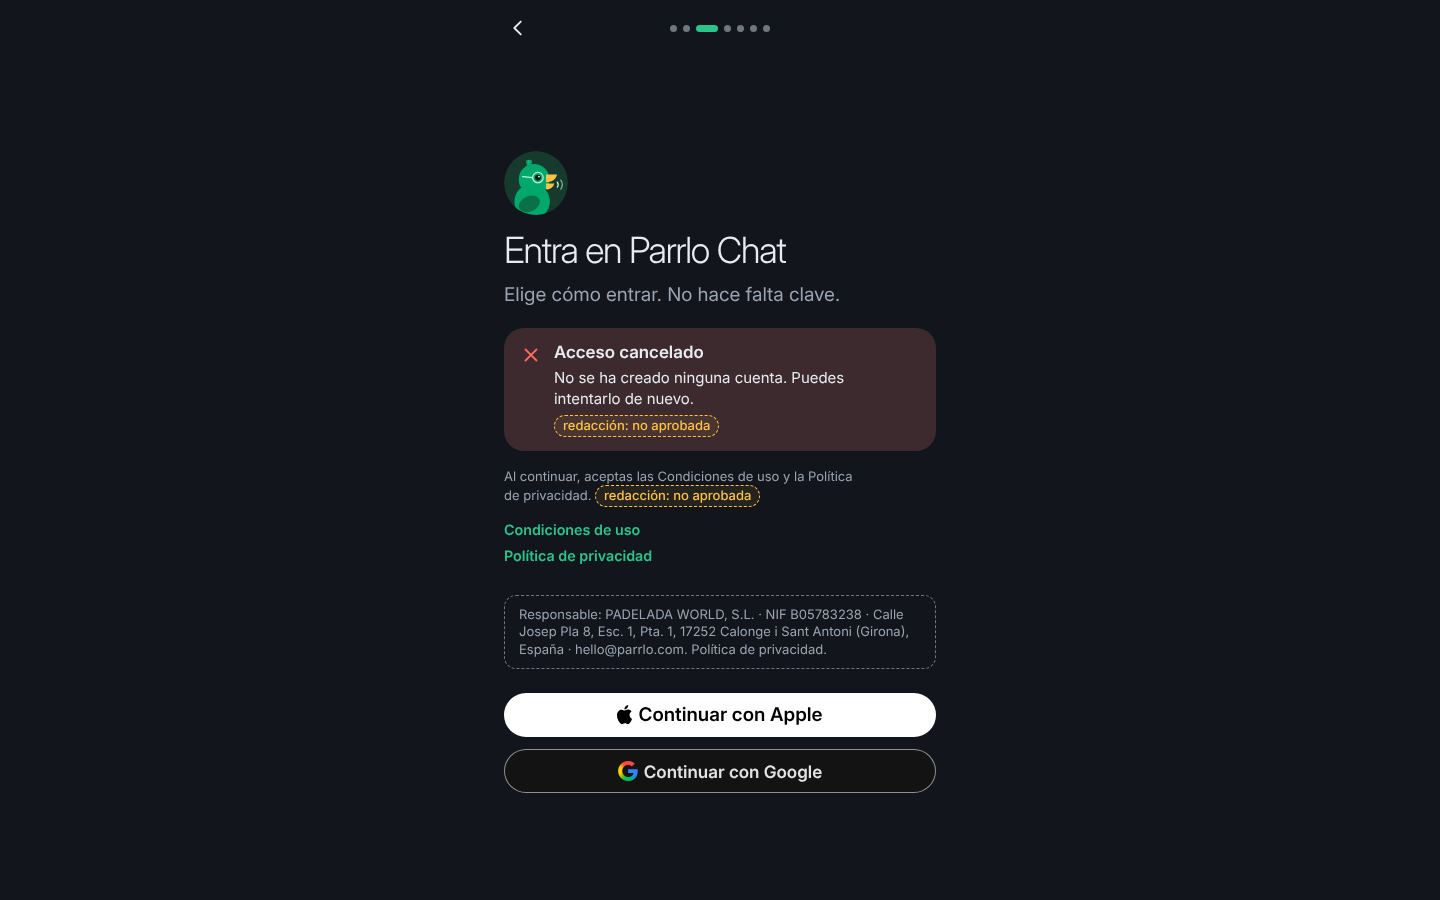 Entra en Parrlo Chat
Elige cómo entrar. No hace falta clave.
Acceso cancelado
No se ha creado ninguna cuenta. Puedes
intentarlo de nuevo.
redacción: no aprobada
Al continuar, aceptas las Condiciones de uso y la Política
de privacidad. redacción: no aprobada
Condiciones de uso
Política de privacidad
Responsable: PADELADA WORLD, S.L. · NIF B05783238 · Calle
Josep Pla 8, Esc. 1, Pta. 1, 17252 Calonge i Sant Antoni (Girona),
España · hello@parrlo.com. Política de privacidad.
Continuar con Apple
Continuar con Google